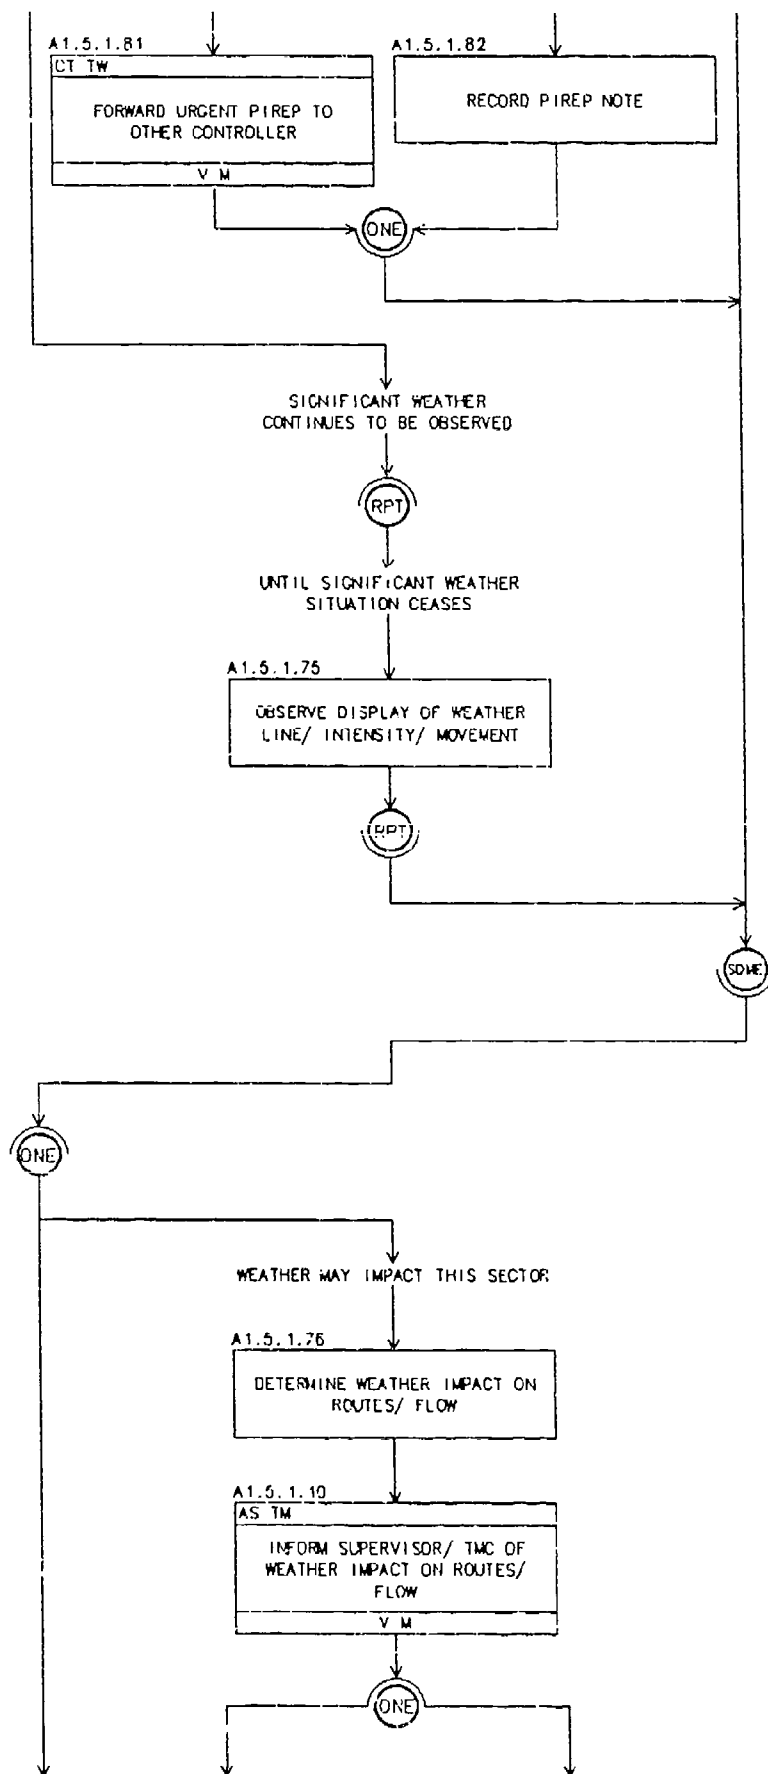 A1.5.1.81
CT TW
FORWARD URGENT PIREP TO
OTHER CONTROLLER
V M
A1.5.1.82
RECORD PIREP NOTE
ONE
SIGNIFICANT WEATHER
CONTINUES TO BE OBSERVED
RPT
UNTIL SIGNIFICANT WEATHER
SITUATION CEASES
A1.5.1.75
OBSERVE DISPLAY OF WEATHER
LINE/ INTENSITY/ MOVEMENT
RPT
SOME
ONE
WEATHER MAY IMPACT THIS SECTOR
A1.5.1.76
DETERMINE WEATHER IMPACT ON
ROUTES/ FLOW
A1.5.1.10
AS TM
INFORM SUPERVISOR/ TMC OF
WEATHER IMPACT ON ROUTES/
FLOW
V M
ONE